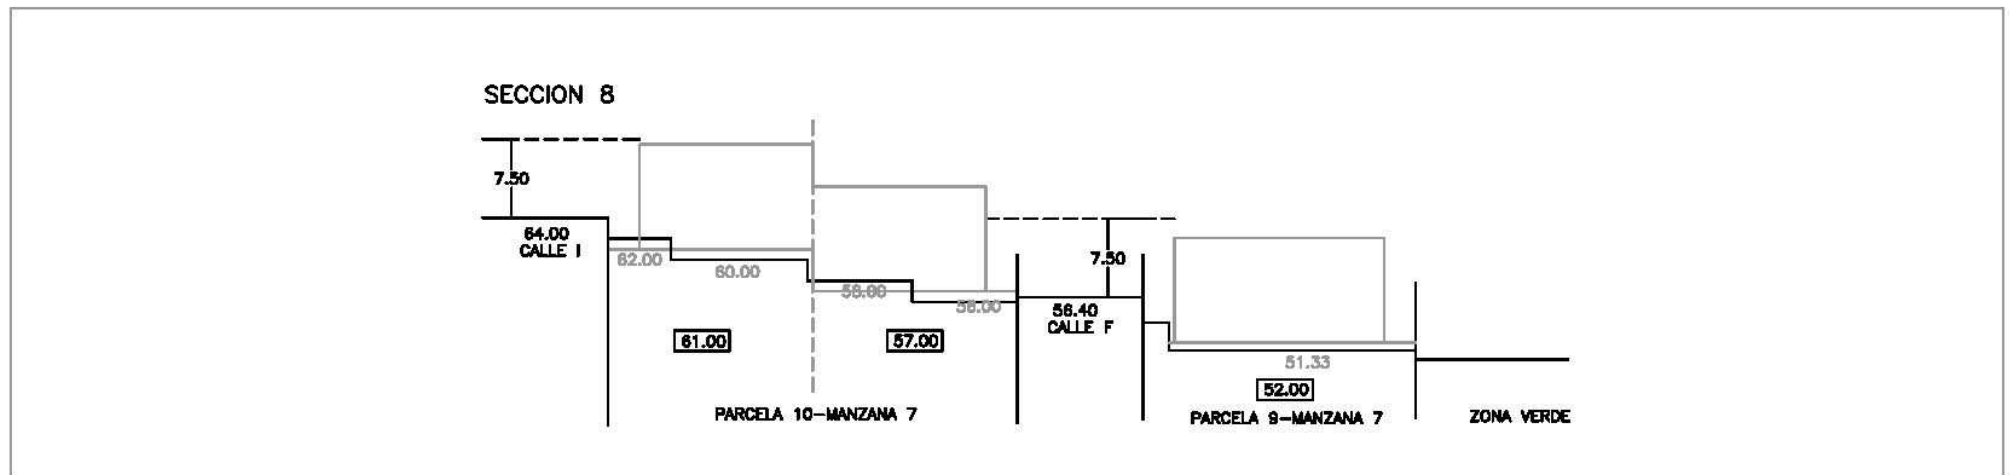 SECCION 8
7.50
64.00
CALLE I
62.00
60.00
58.00
56.00
7.50
56.40
CALLE F
61.00
57.00
51.33
52.00
PARCELA 10-MANZANA 7
PARCELA 9-MANZANA 7
ZONA VERDE